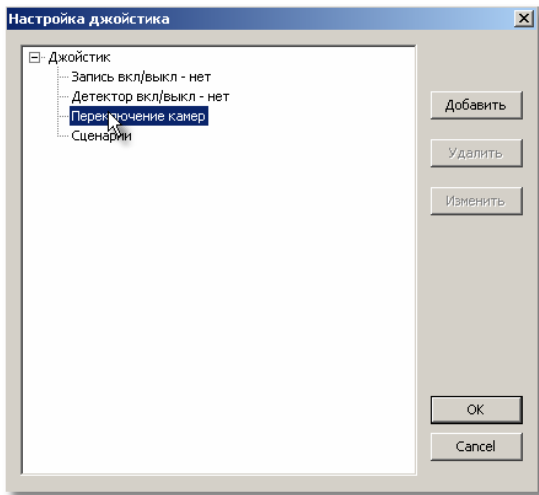 Настройка джойстика
Джойстик
Запись вкл/выкл - нет
Детектор вкл/выкл - нет
Переключение камер
Сценарии
Добавить
Удалить
Изменить
OK
Cancel